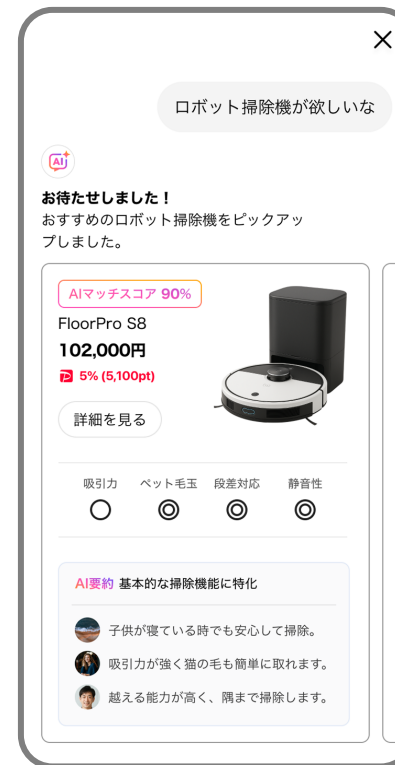 ロボット掃除機が欲しいな
AI
お待たせしました！
おすすめのロボット掃除機をピックアッ
プしました。
AIマッチスコア 90%
FloorPro S8
102,000円
P 5% (5,100pt)
詳細を見る
吸引力 ペット毛玉 段差対応 静音性
○ ◎ ◎ ◎
AI要約 基本的な掃除機能に特化
子供が寝ている時でも安心して掃除。
吸引力が強く猫の毛も簡単に取れます。
越える能力が高く、隅まで掃除します。